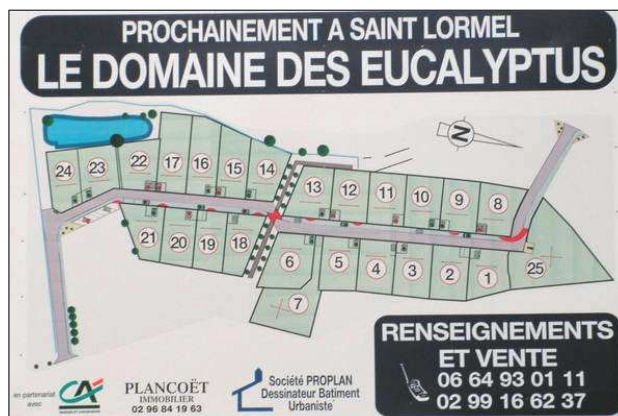 PROCHAINEMENT A SAINT LORMEL
LE DOMAINE DES EUCALYPTUS
N
24 23 22 17 16 15 14
13 12 11 10 9 8
21 20 19 18
6 5 4 3 2 1 25
7
RENSEIGNEMENTS
ET VENTE
06 64 93 01 11
02 99 16 62 37
en partenariat
avec
CA
PLANCOËT
IMMOBILIER
02 96 84 19 63
Société PROPLAN
Dessinateur Batiment
Urbaniste